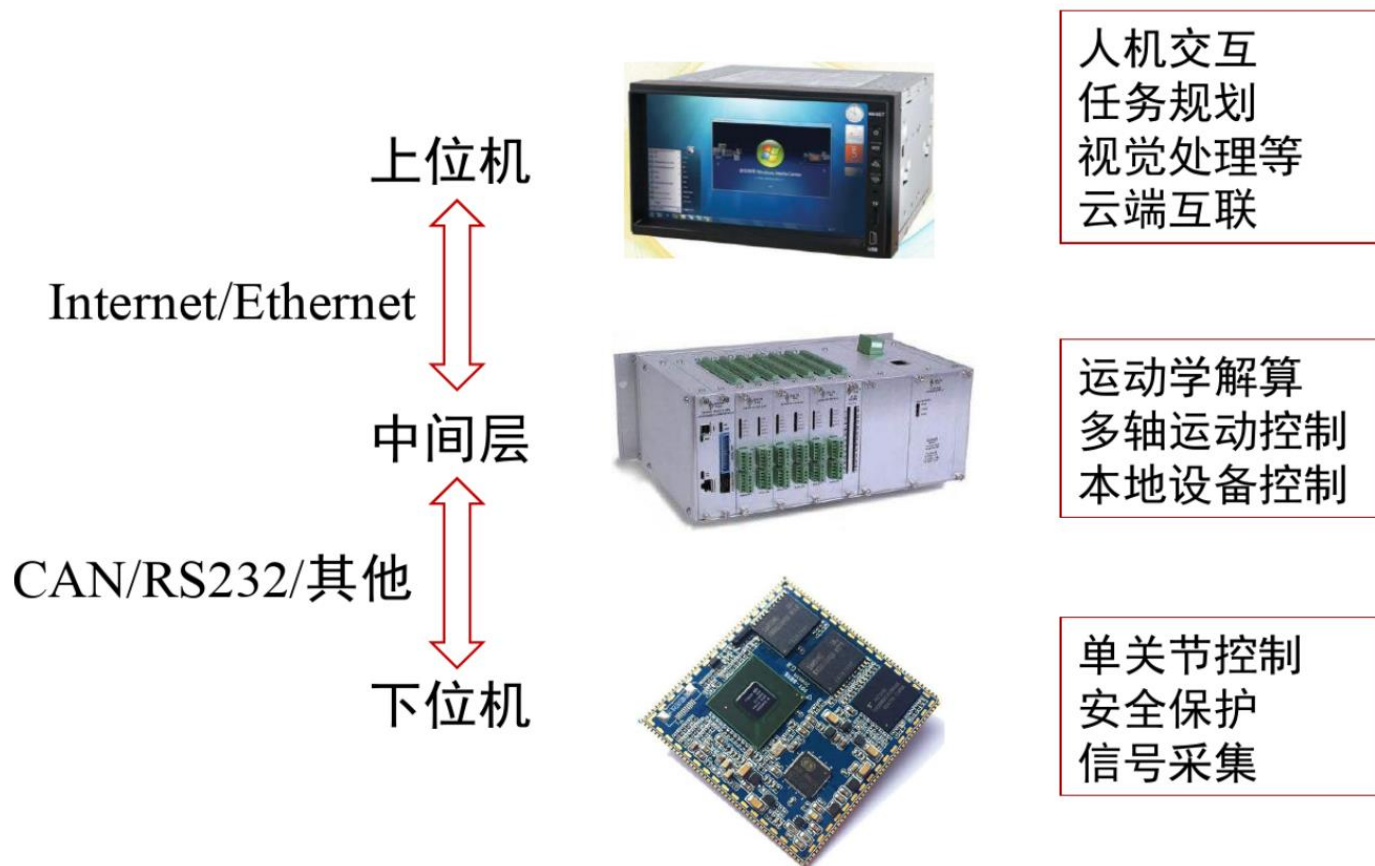 上位机
人机交互
任务规划
视觉处理等
云端互联
Internet/Ethernet
中间层
运动学解算
多轴运动控制
本地设备控制
CAN/RS232/其他
下位机
单关节控制
安全保护
信号采集